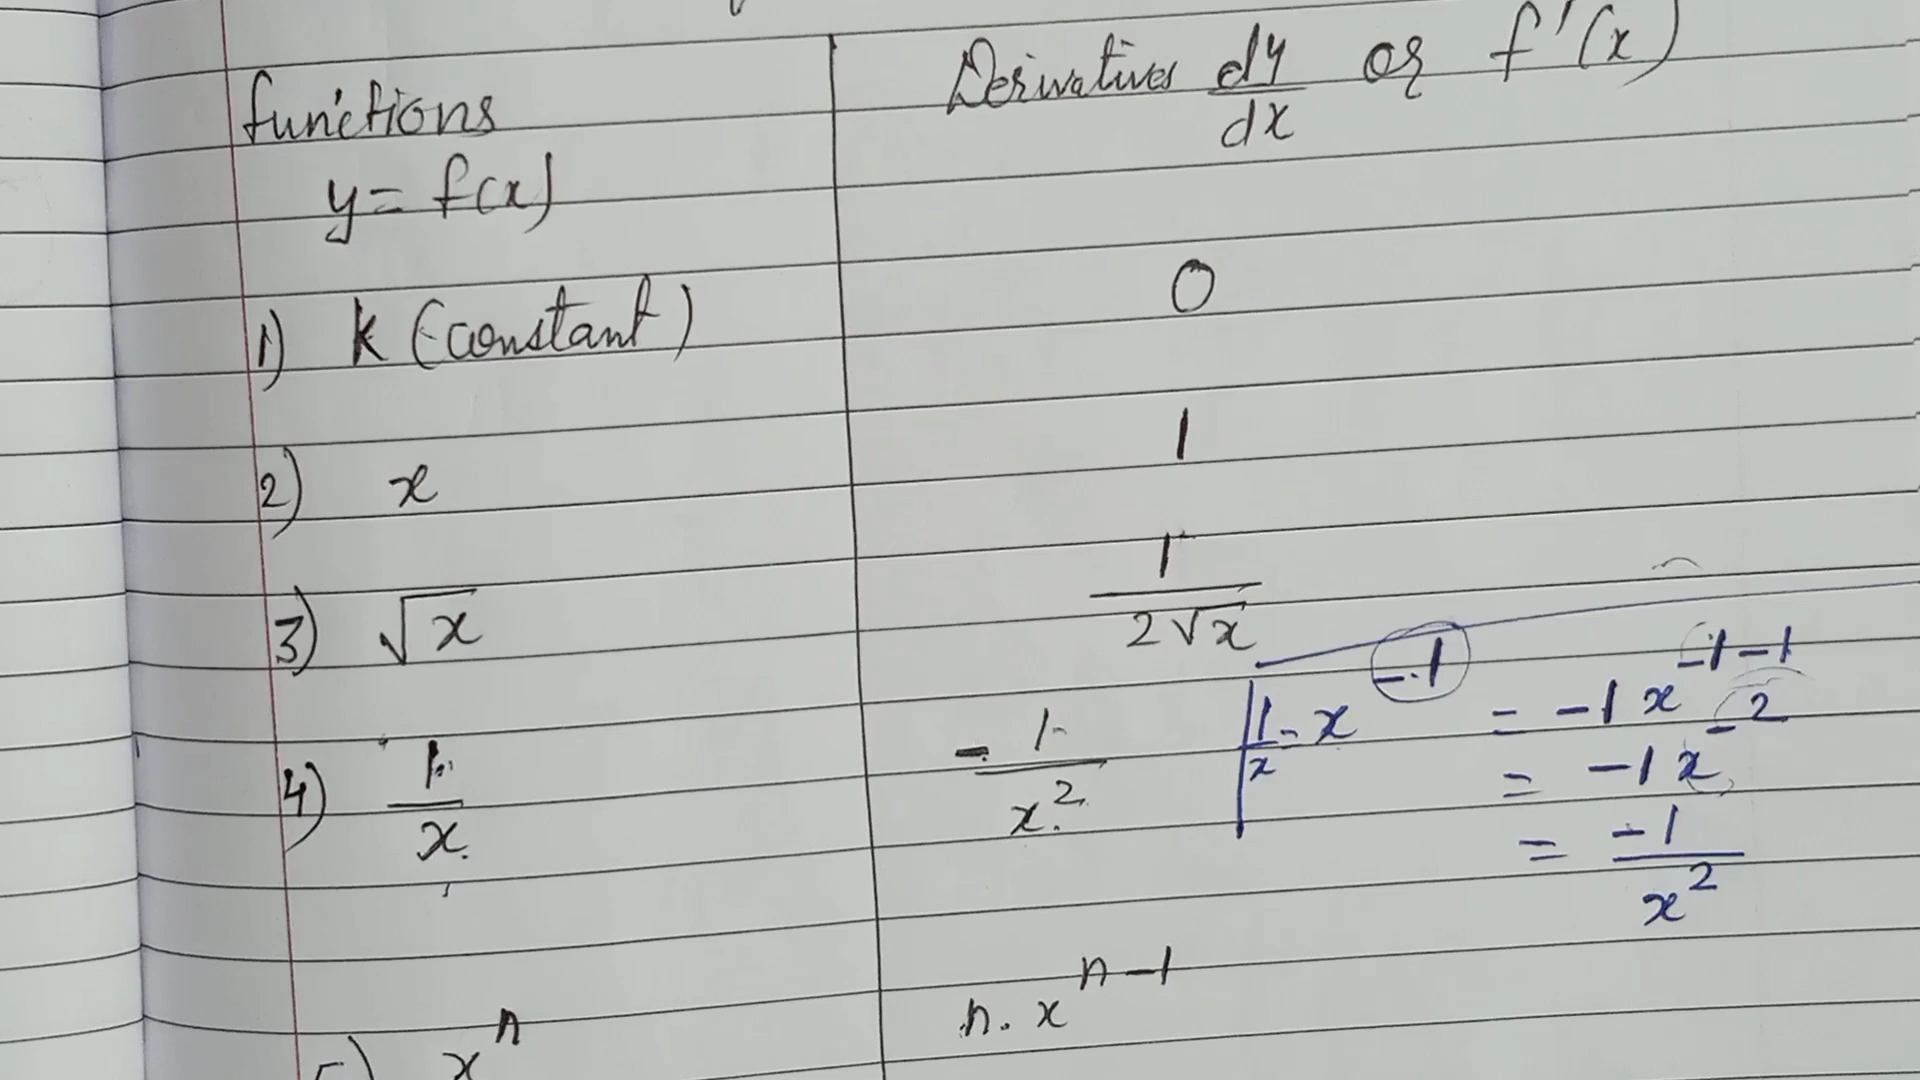 functions
y = f(x)
Derivatives dy/dx or f'(x)
1) k (constant)
0
2) x
1
3) √x
1/(2√x)
4) 1/x
- 1/x²
1/x = x^-1 = -1 x^-1-1
= -1 x^-2
= -1/x²
5) x^n
n. x^n-1